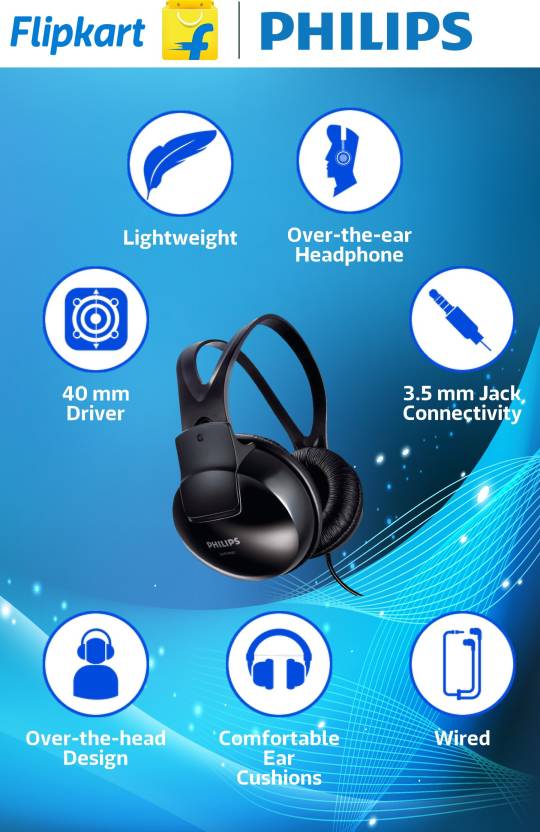 Flipkart f PHILIPS
Lightweight
Over-the-ear
Headphone
40 mm
Driver
3.5 mm Jack
Connectivity
PHILIPS
Over-the-head
Design
Comfortable
Ear
Cushions
Wired